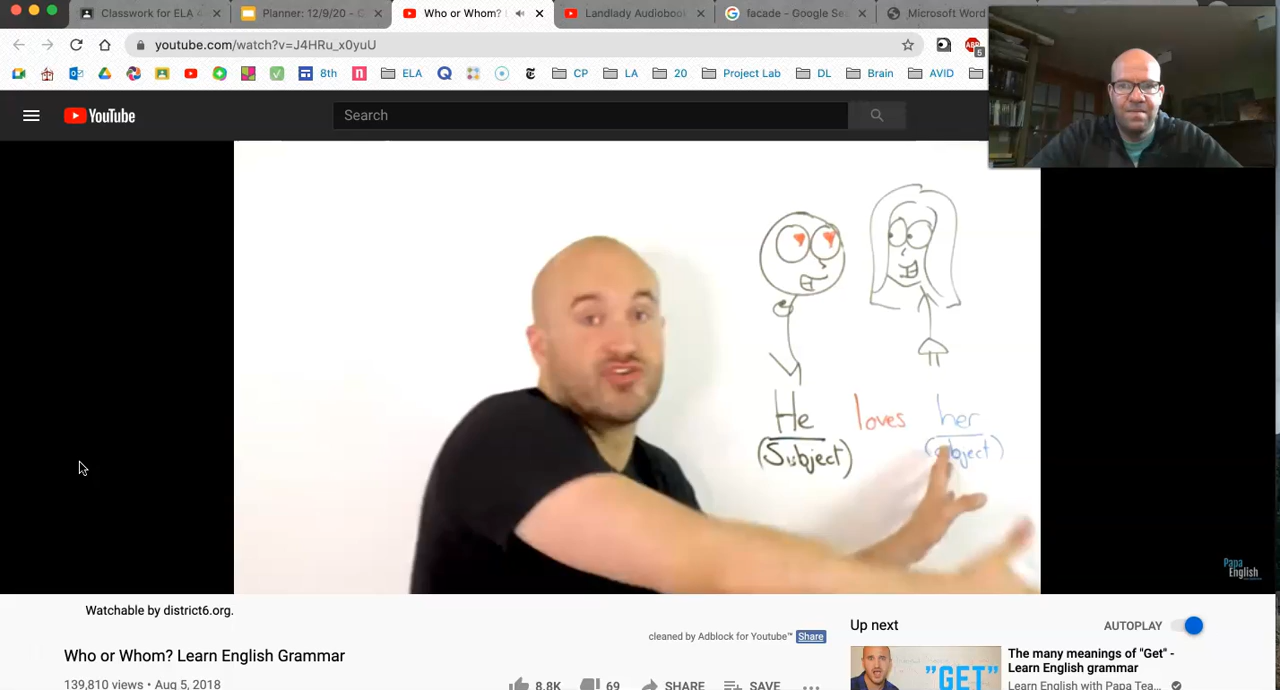 Classwork for ELA
Planner: 12/9/20 -
Who or Whom?
Landlady Audiobook
facade - Google Se
Microsoft Word
youtube.com/watch?v=J4HRu_x0yuU
ABP
5
8th
ELA
CP
LA
20
Project Lab
DL
Brain
AVID
YouTube
Search
He loves her
(Subject) (object)
Papa
English
Watchable by district6.org.
cleaned by Adblock for Youtube™ Share
Up next
AUTOPLAY
Who or Whom? Learn English Grammar
139,810 views • Aug 5, 2018
8.8K
69
SHARE
SAVE
...
"GET"
The many meanings of "Get" -
Learn English grammar
Learn English with Papa Tea...